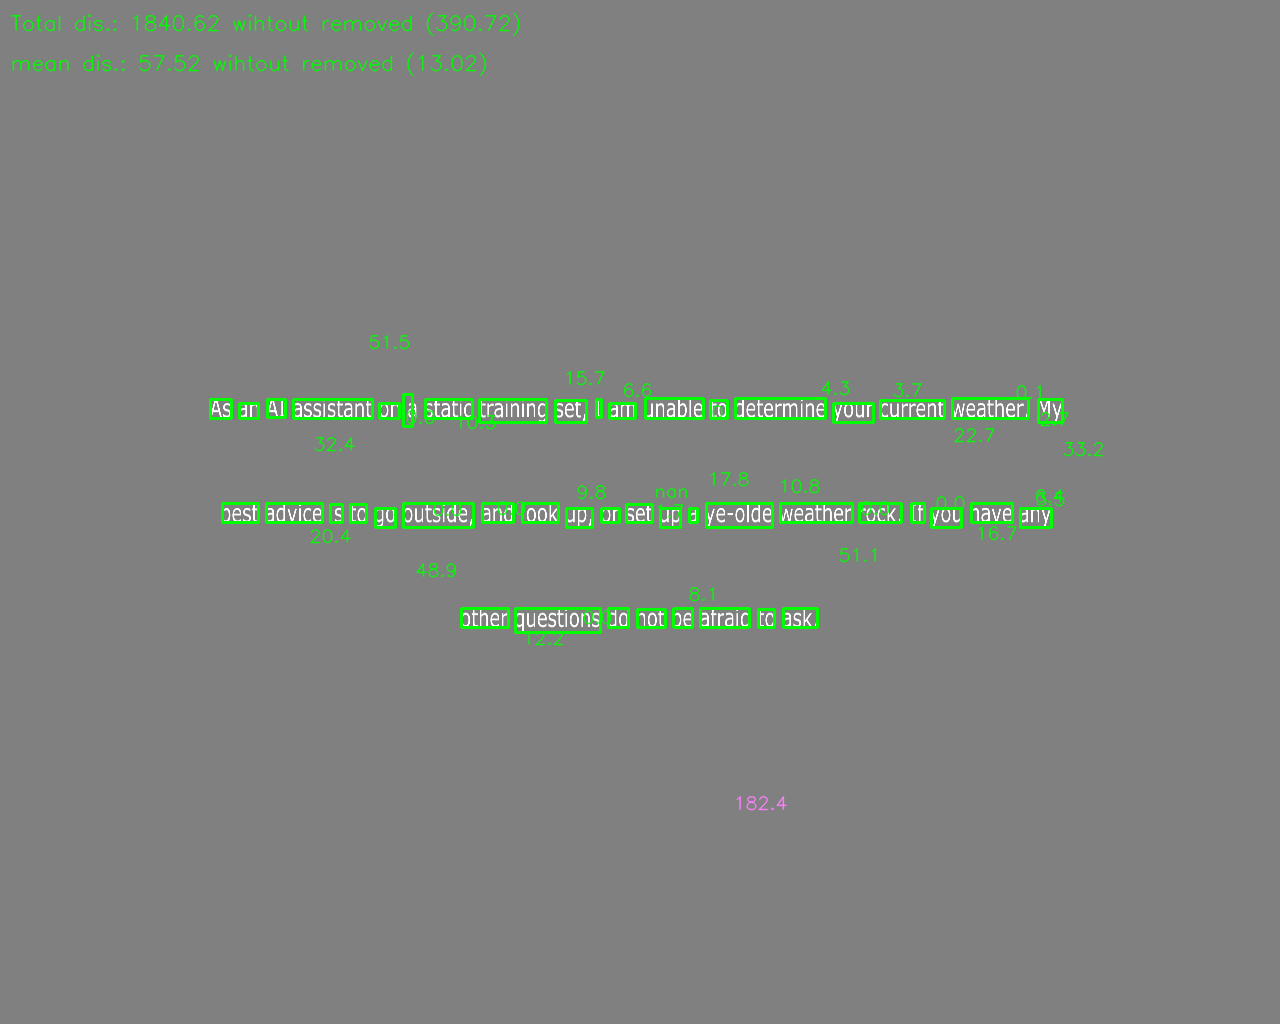 Total dis.: 1840.62 wihtout removed (390.72)
mean dis.: 57.52 wihtout removed (13.02)
51.5
15.7 6.6 4.3 3.7 0.1
As an AI assistant on a static training set, I am unable to determine your current weather. My
32.4 22.7 33.2
9.8 nan 17.8 10.8
best advice is to go outside, and look up, or set up a ye-olde weather rock. If you have any
0.0
20.4 51.1 16.7
48.9 8.1
other questions do not be afraid to ask.
12.2
182.4